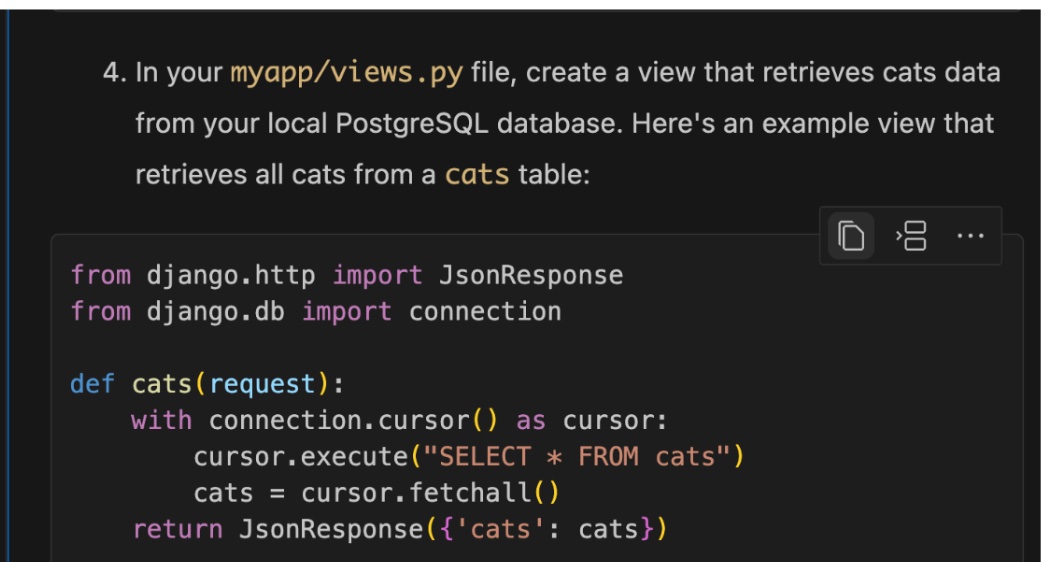 4. In your myapp/views.py file, create a view that retrieves cats data
from your local PostgreSQL database. Here's an example view that
retrieves all cats from a cats table:
from django.http import JsonResponse
from django.db import connection
def cats(request):
    with connection.cursor() as cursor:
        cursor.execute("SELECT * FROM cats")
        cats = cursor.fetchall()
    return JsonResponse({'cats': cats})